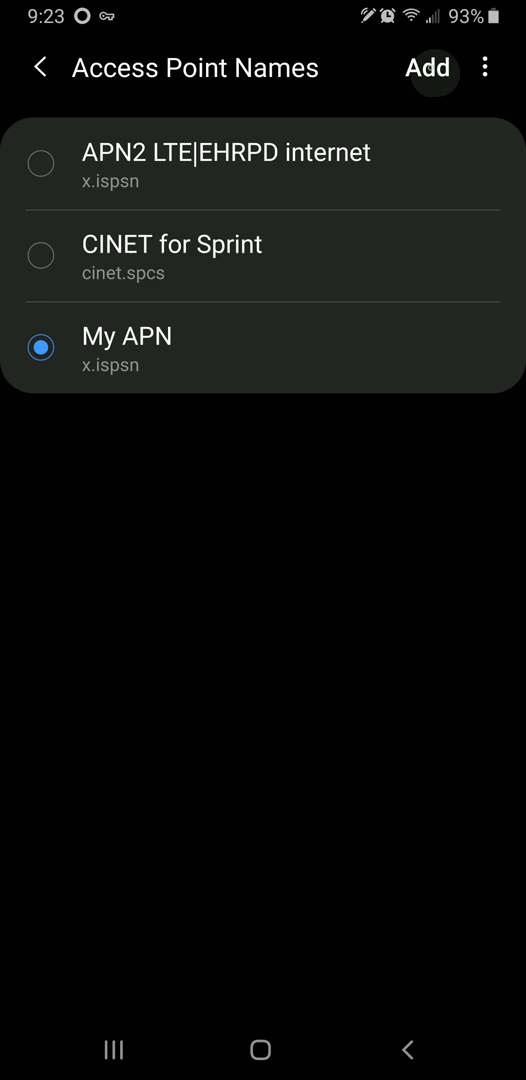 9:23 93%
Access Point Names Add
APN2 LTE|EHRPD internet
x.ispsn
CINET for Sprint
cinet.spcs
My APN
x.ispsn